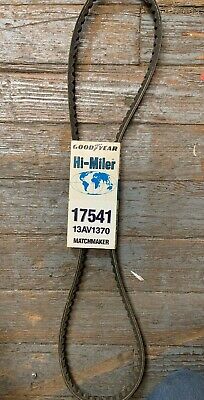 GOODYEAR
Hi-Miler
17541
13AV1370
MATCHMAKER